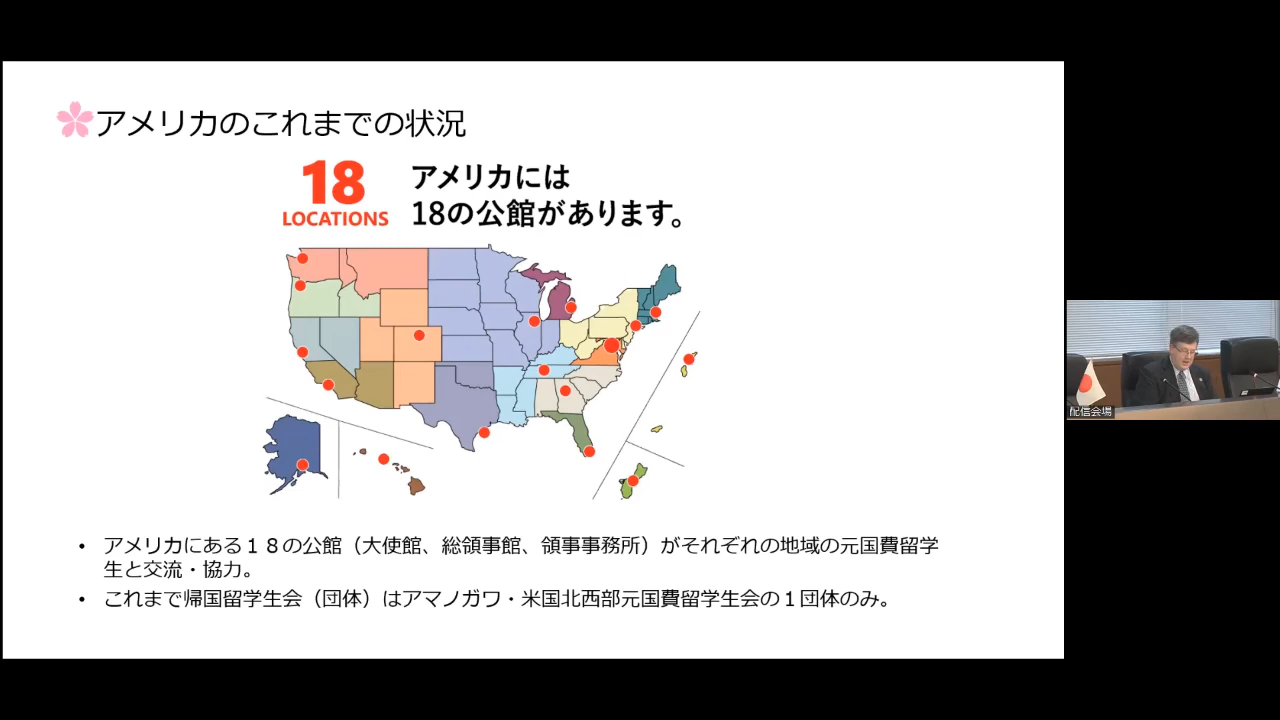 アメリカのこれまでの状況
18
LOCATIONS
アメリカには
18の公館があります。
• アメリカにある１８の公館（大使館、総領事館、領事事務所）がそれぞれの地域の元国費留学
生と交流・協力。
• これまで帰国留学生会（団体）はアマノガワ・米国北西部元国費留学生会の１団体のみ。
配信会場